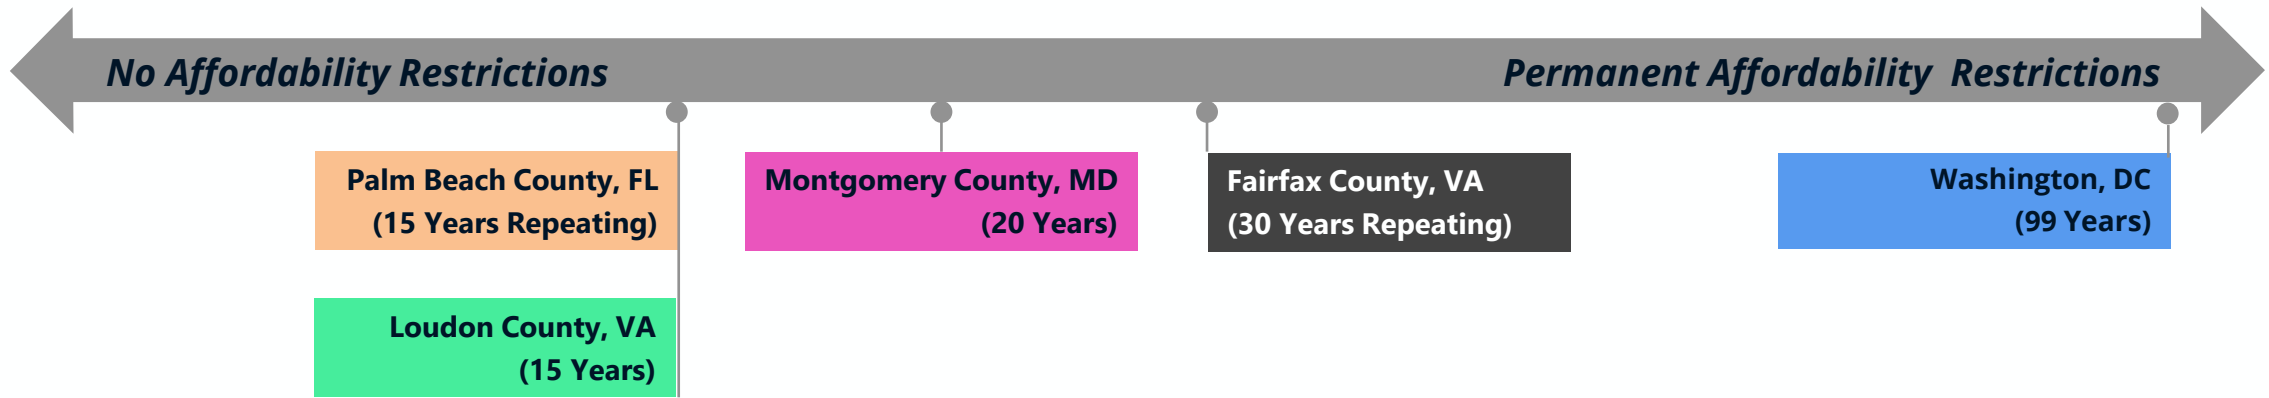 No Affordability Restrictions
Permanent Affordability Restrictions
Palm Beach County, FL
(15 Years Repeating)
Loudon County, VA
(15 Years)
Montgomery County, MD
(20 Years)
Fairfax County, VA
(30 Years Repeating)
Washington, DC
(99 Years)